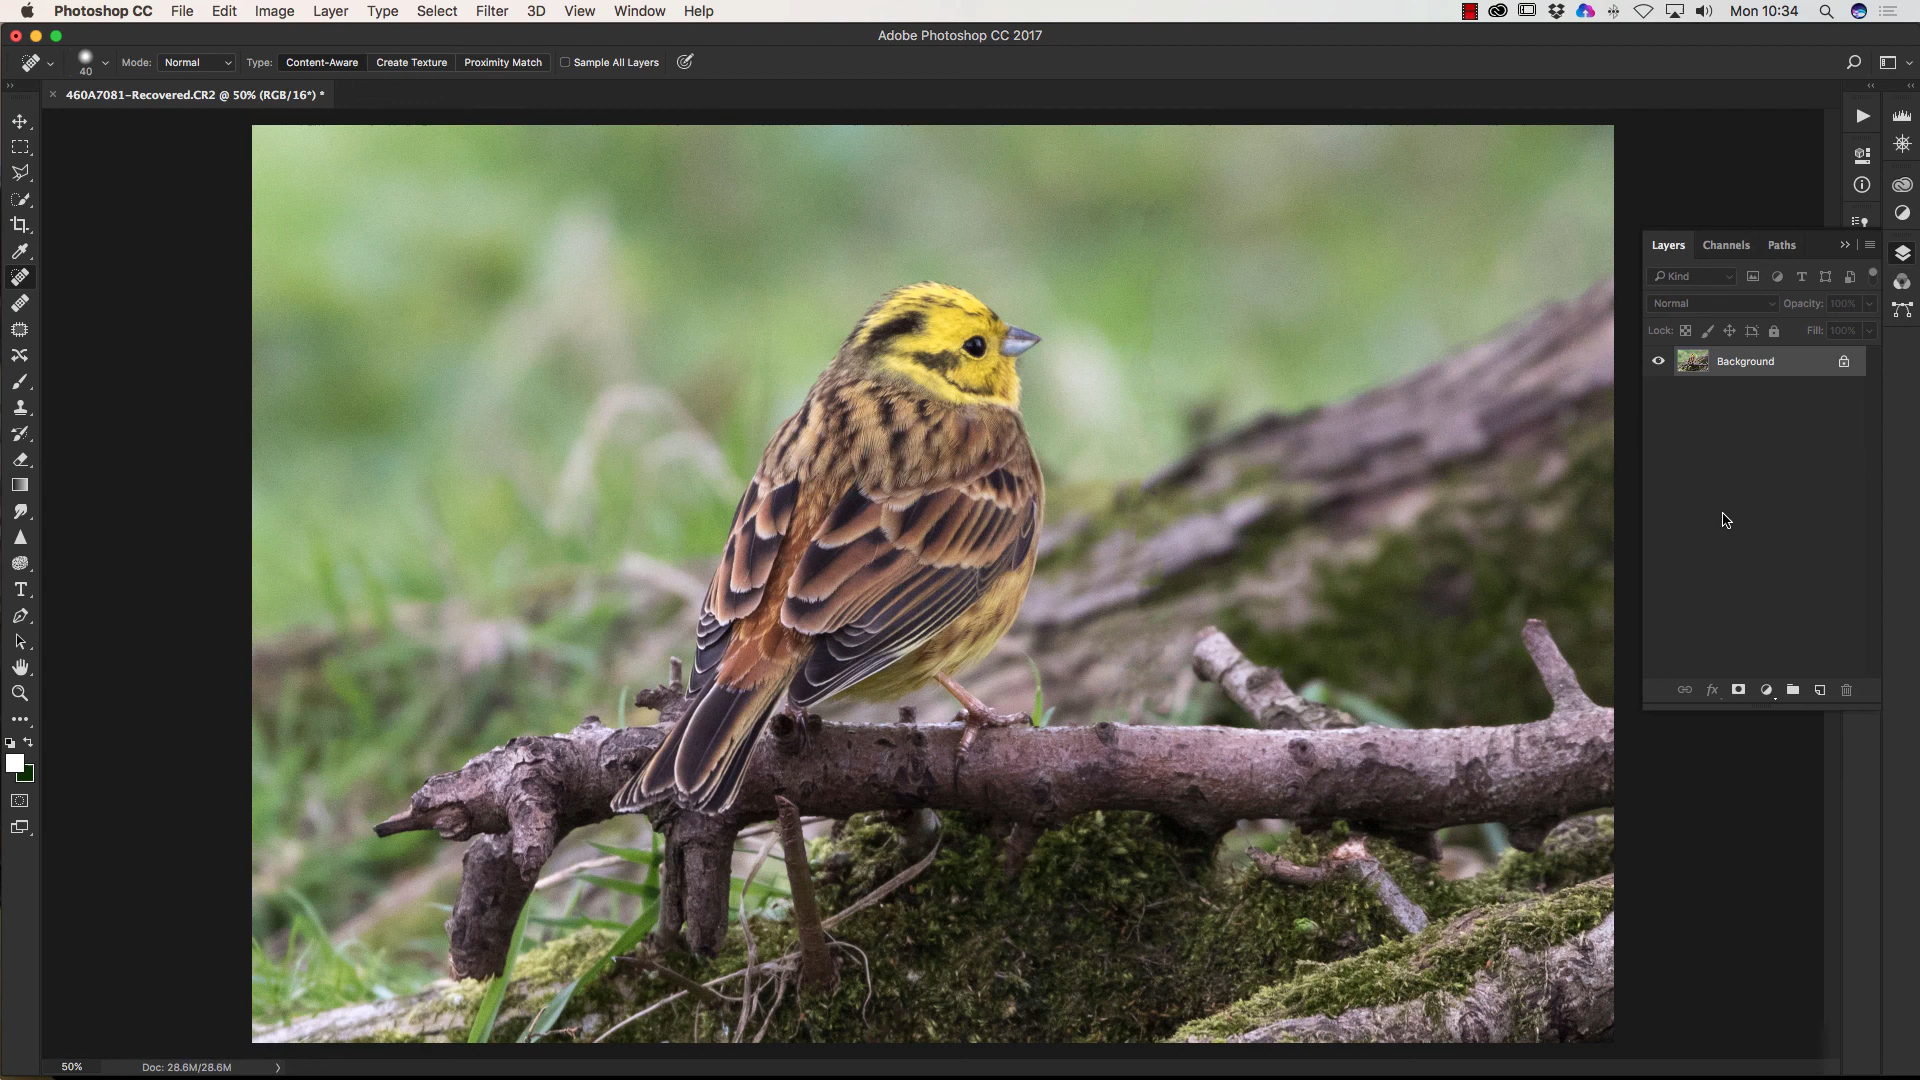 Photoshop CC File Edit Image Layer Type Select Filter 3D View Window Help Mon 10:34
Adobe Photoshop CC 2017
40 Mode: Normal Type: Content-Aware Create Texture Proximity Match Sample All Layers
460A7081-Recovered.CR2 @ 50% (RGB/16*) *
Layers Channels Paths
Kind
Normal Opacity: 100%
Lock: Fill: 100%
Background
fx
50% Doc: 28.6M/28.6M